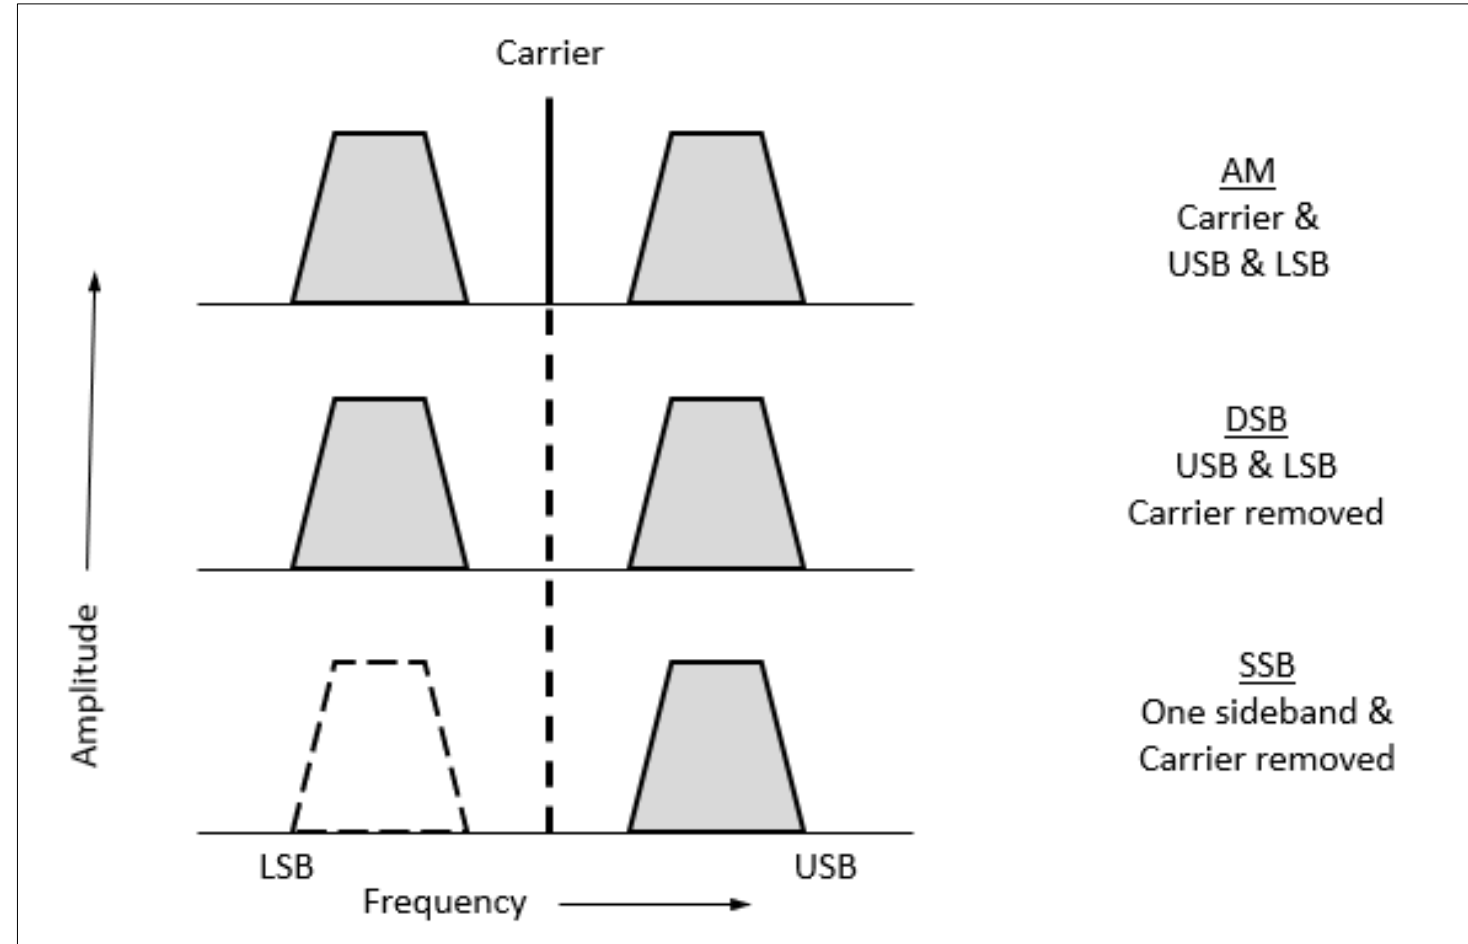 Carrier
AM
Carrier &
USB & LSB
DSB
USB & LSB
Carrier removed
SSB
One sideband &
Carrier removed
Amplitude
LSB
USB
Frequency